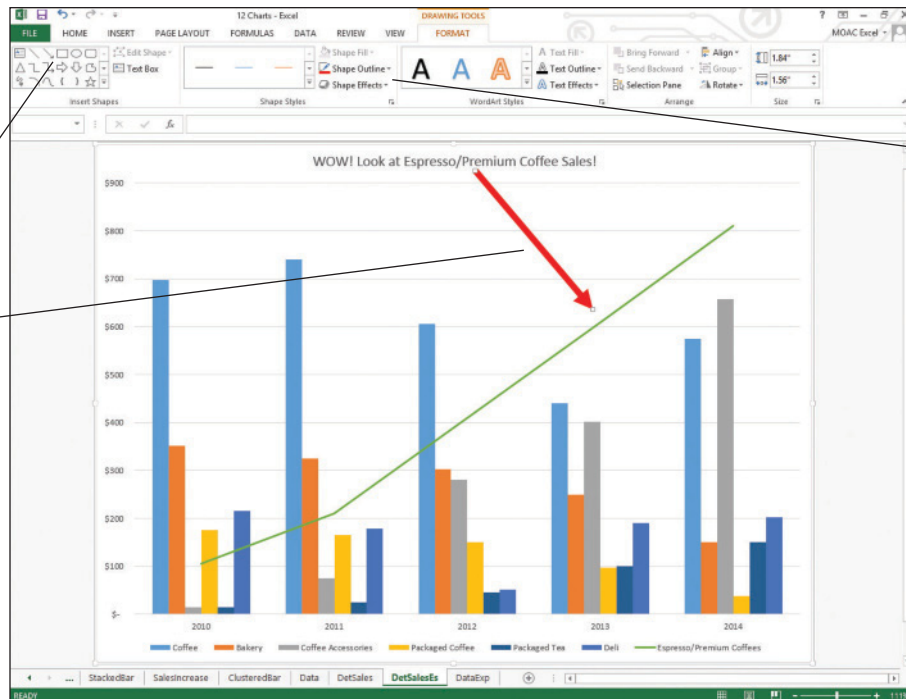 12 Charts - Excel
DRAWING TOOLS
FILE HOME INSERT PAGE LAYOUT FORMULAS DATA REVIEW VIEW FORMAT
MOAC Excel
Edit Shape
Text Box
Insert Shapes
Shape Fill
Shape Outline
Shape Effects
Shape Styles
A A A
A Text Fill
A Text Outline
A Text Effects
WordArt Styles
Bring Forward
Send Backward
Selection Pane
Align
Group
Rotate
Arrange
1.84"
1.56"
Size
fx
WOW! Look at Espresso/Premium Coffee Sales!
$900
$800
$700
$600
$500
$400
$300
$200
$100
$-
2010 2011 2012 2013 2014
Coffee Bakery Coffee Accessories Packaged Coffee Packaged Tea Deli Espresso/Premium Coffees
... StackedBar SalesIncrease ClusteredBar Data DetSales DetSalesEs DataExp
READY